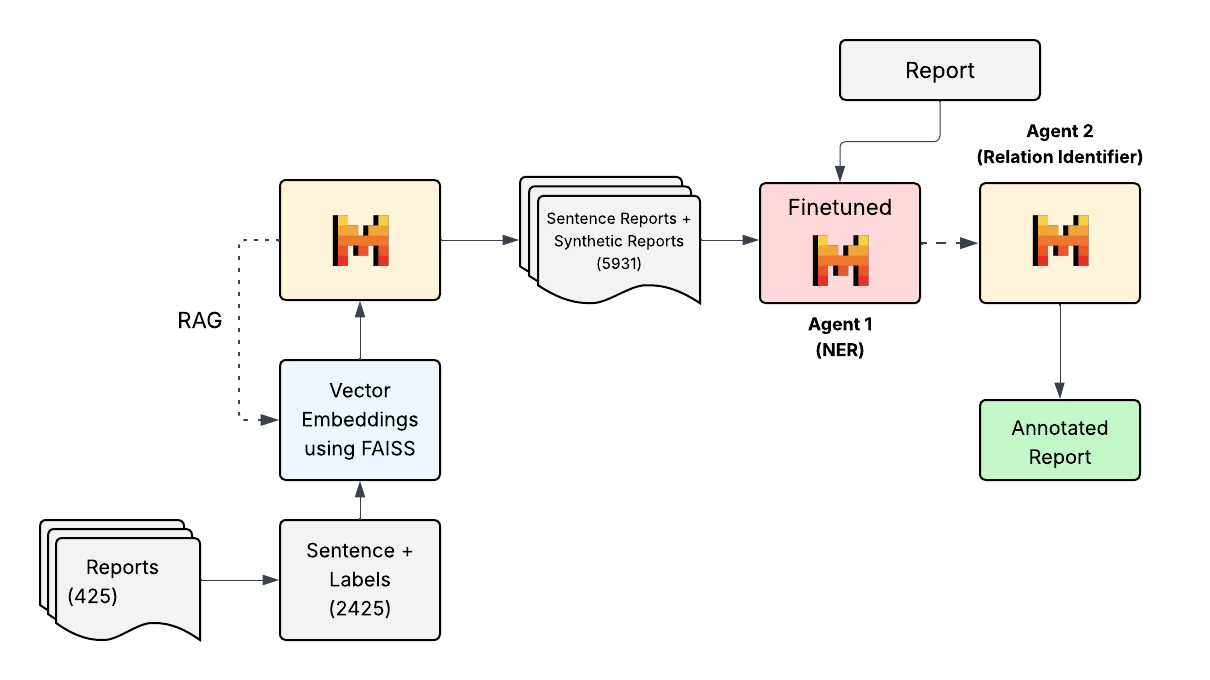 Report
Agent 2
(Relation Identifier)
Finetuned
Sentence Reports +
Synthetic Reports
(5931)
Agent 1
(NER)
RAG
Vector
Embeddings
using FAISS
Annotated
Report
Reports
(425)
Sentence +
Labels
(2425)